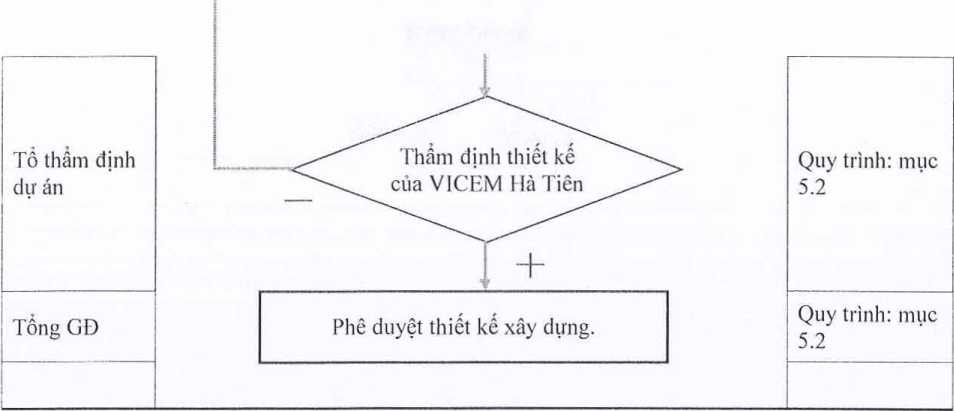 Tổ thẩm định
dự án
Thẩm định thiết kế
của VICEM Hà Tiên
Quy trình: mục
5.2
—
+
Tổng GĐ
Phê duyệt thiết kế xây dựng.
Quy trình: mục
5.2